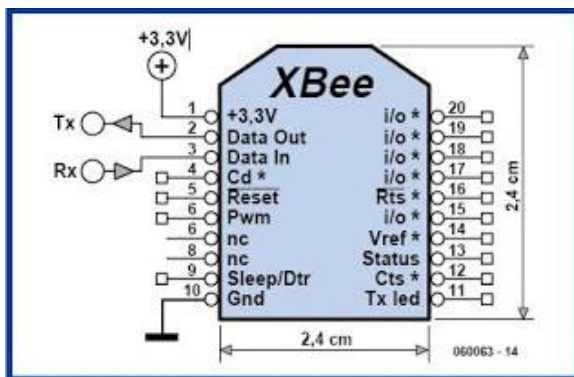 +3,3V
XBee
1 +3,3V i/o * 20
Tx 2 Data Out i/o * 19
3 Data In i/o * 18
Rx 4 Cd * i/o * 17
5 Reset Rts * 16
6 Pwm i/o * 15
6 nc Vref * 14
8 nc Status 13
9 Sleep/Dtr Cts * 12
10 Gnd Tx led 11
2,4 cm
2,4 cm
060063 - 14